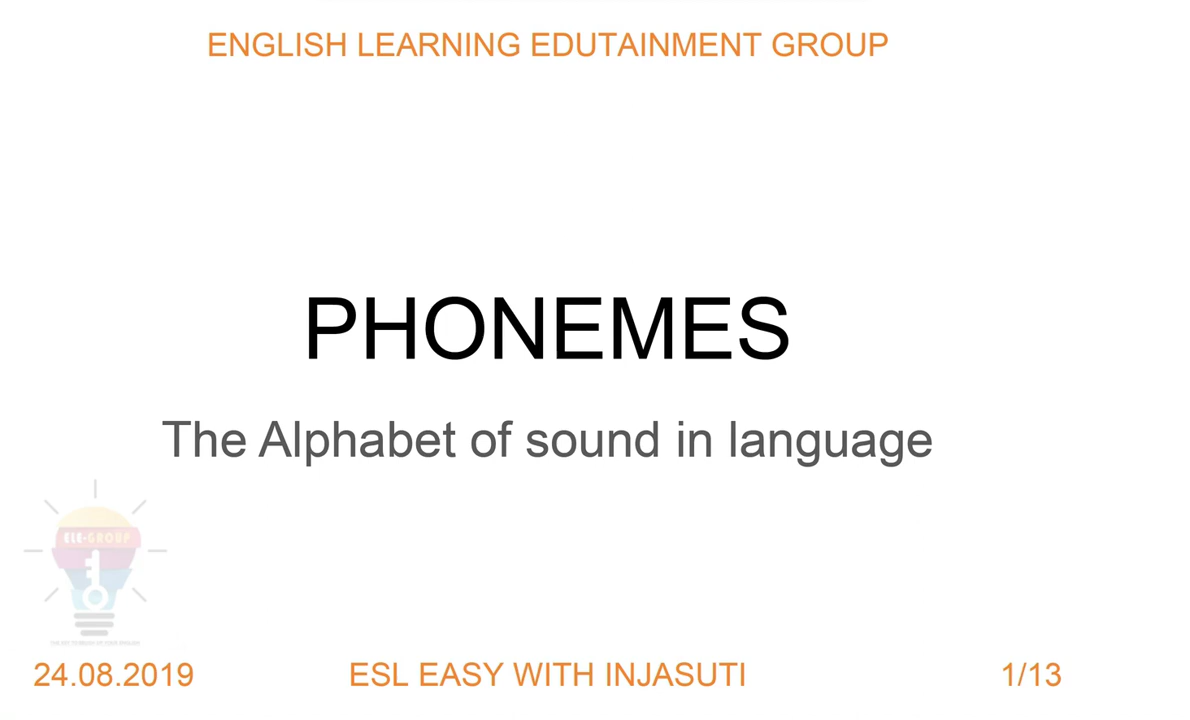 ENGLISH LEARNING EDUTAINMENT GROUP
PHONEMES
The Alphabet of sound in language
ELE-GROUP
24.08.2019 ESL EASY WITH INJASUTI 1/13